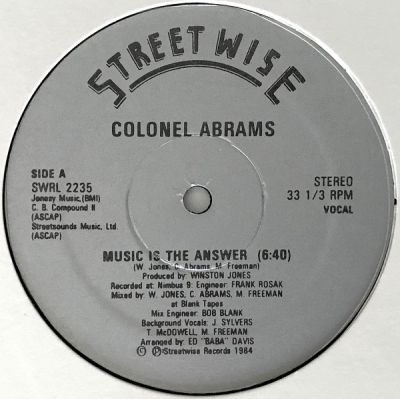 STREET WISE
COLONEL ABRAMS
SIDE A
SWRL 2235
Jonezy Music,(BMI)
C. B. Compound II
(ASCAP)
Streetsounds Music, Ltd.
(ASCAP)
STEREO
33 1/3 RPM
VOCAL
MUSIC IS THE ANSWER (6:40)
(W. Jones, C. Abrams, M. Freeman)
Produced by: WINSTON JONES
Recorded at: Nimbus 9: Engineer: FRANK ROSAK
Mixed by: W. JONES, C. ABRAMS, M. FREEMAN
at Blank Tapes
Mix Engineer: BOB BLANK
Background Vocals: J. SYLVERS
T. McDOWELL, M. FREEMAN
Arranged by: ED "BABA" DAVIS
© ℗Streetwise Records 1984